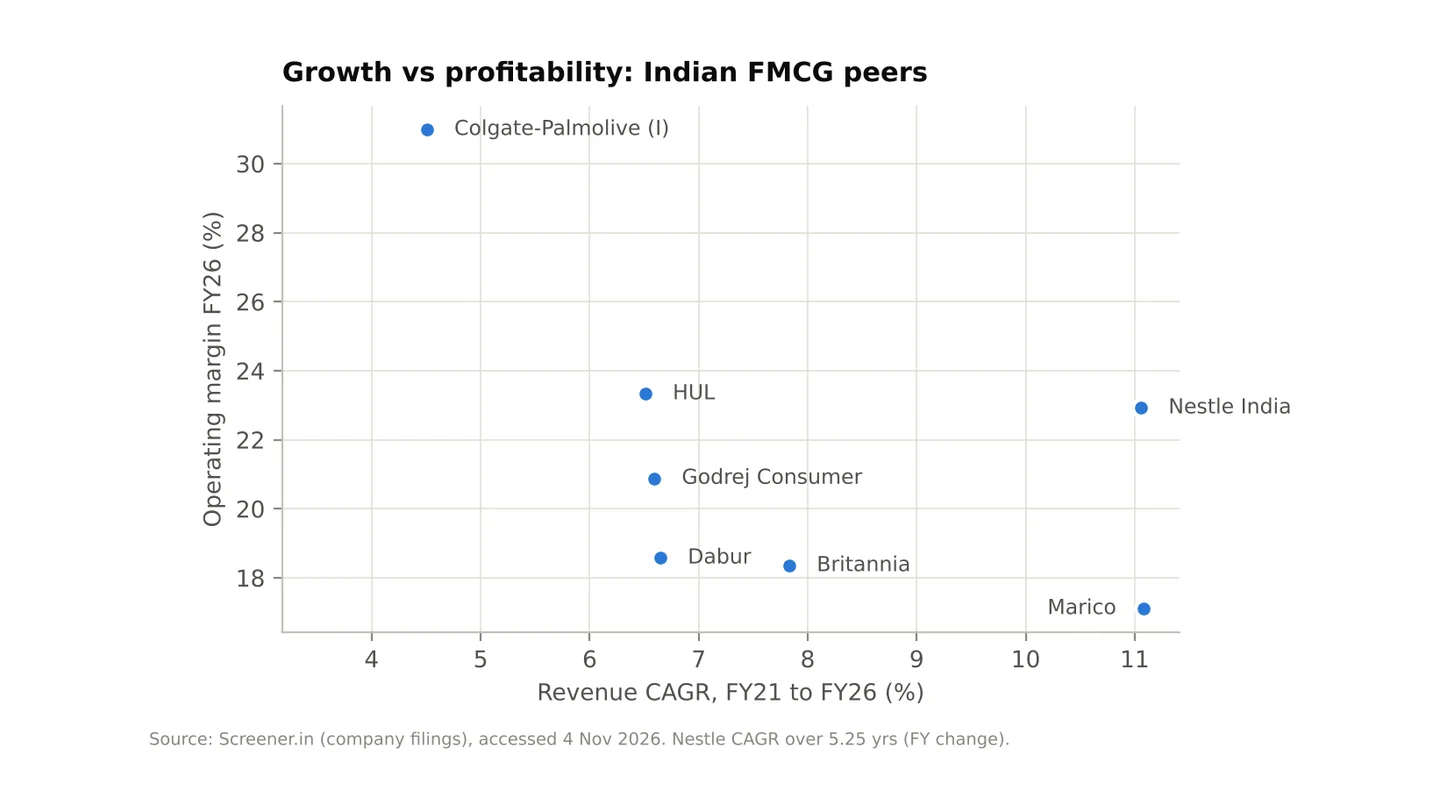 Growth vs profitability: Indian FMCG peers
Colgate-Palmolive (I)
30
28
26
24
22
20
18
Operating margin FY26 (%)
HUL
Nestle India
Godrej Consumer
Dabur
Britannia
Marico
4 5 6 7 8 9 10 11
Revenue CAGR, FY21 to FY26 (%)
Source: Screener.in (company filings), accessed 4 Nov 2026. Nestle CAGR over 5.25 yrs (FY change).